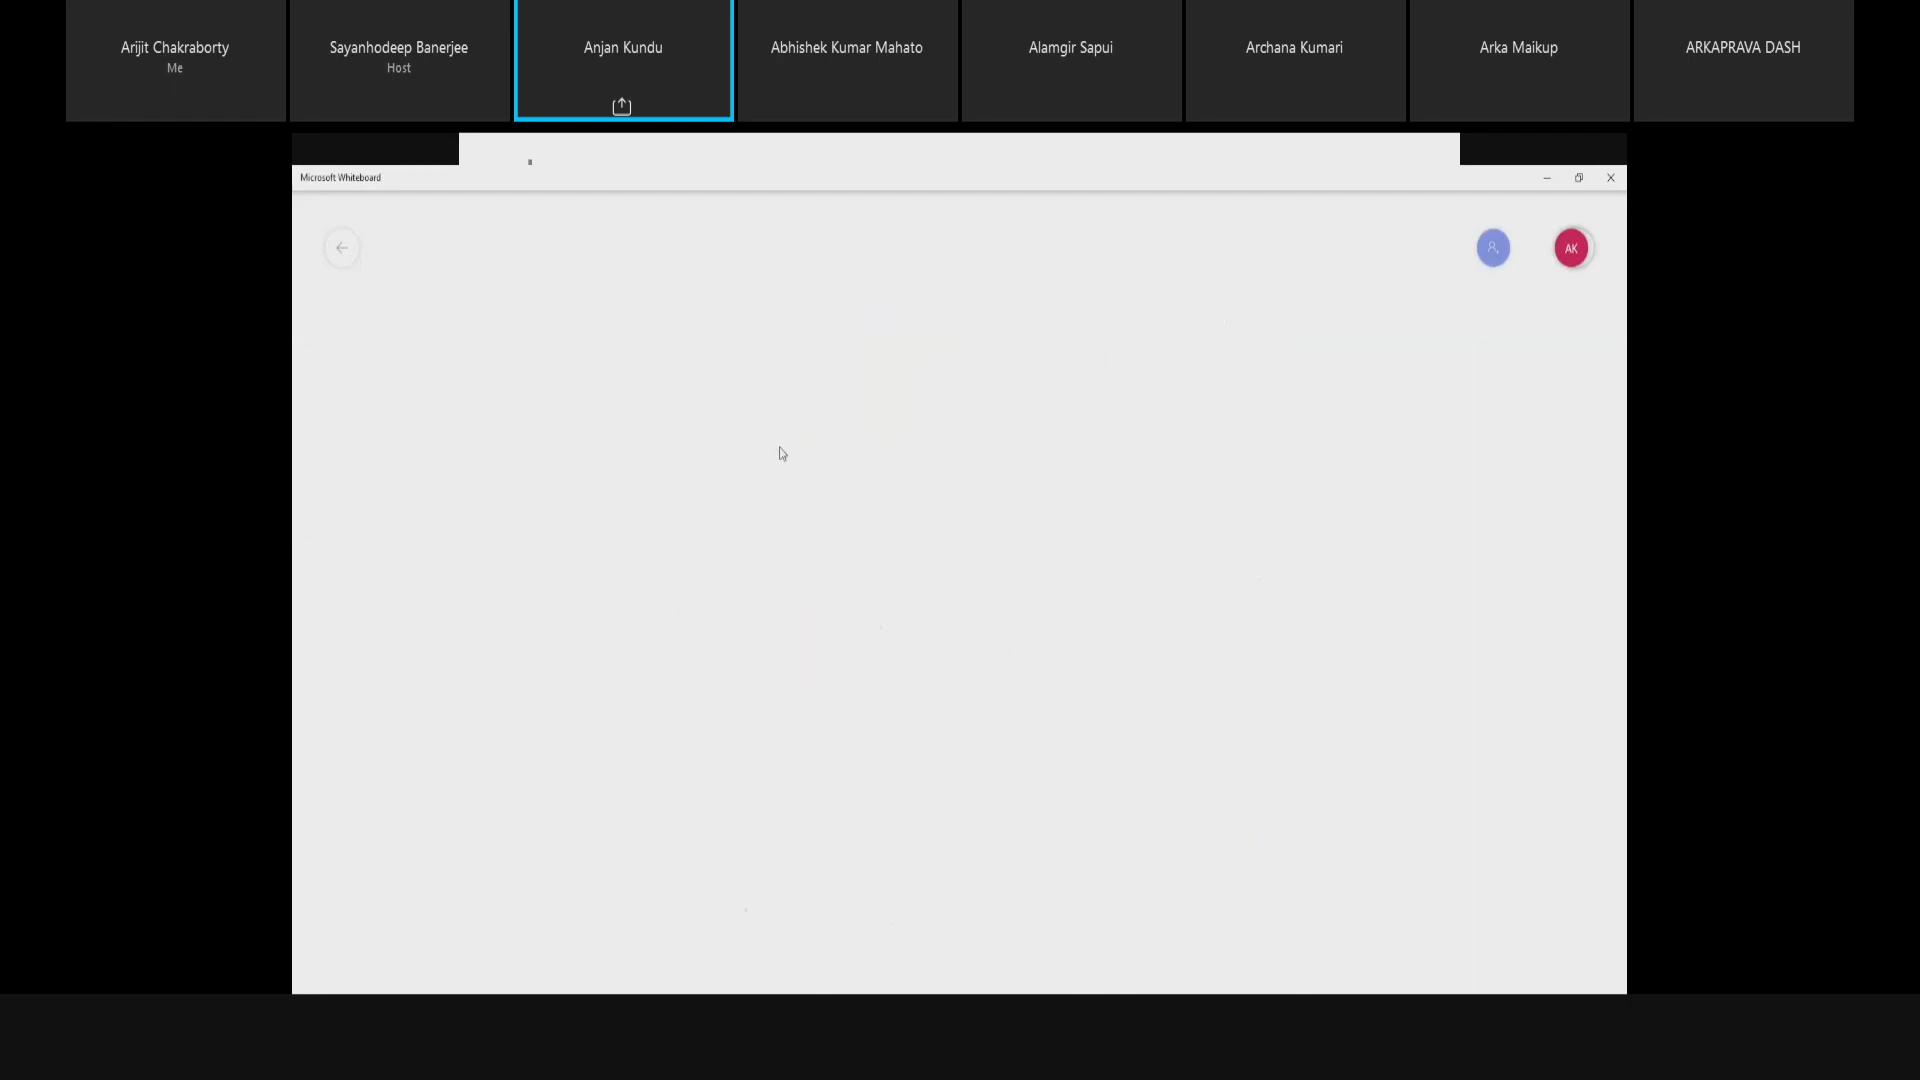 Arijit Chakraborty
Me
Sayanhodeep Banerjee
Host
Anjan Kundu
Abhishek Kumar Mahato
Alamgir Sapui
Archana Kumari
Arka Maikup
ARKAPRAVA DASH
Microsoft Whiteboard
AK